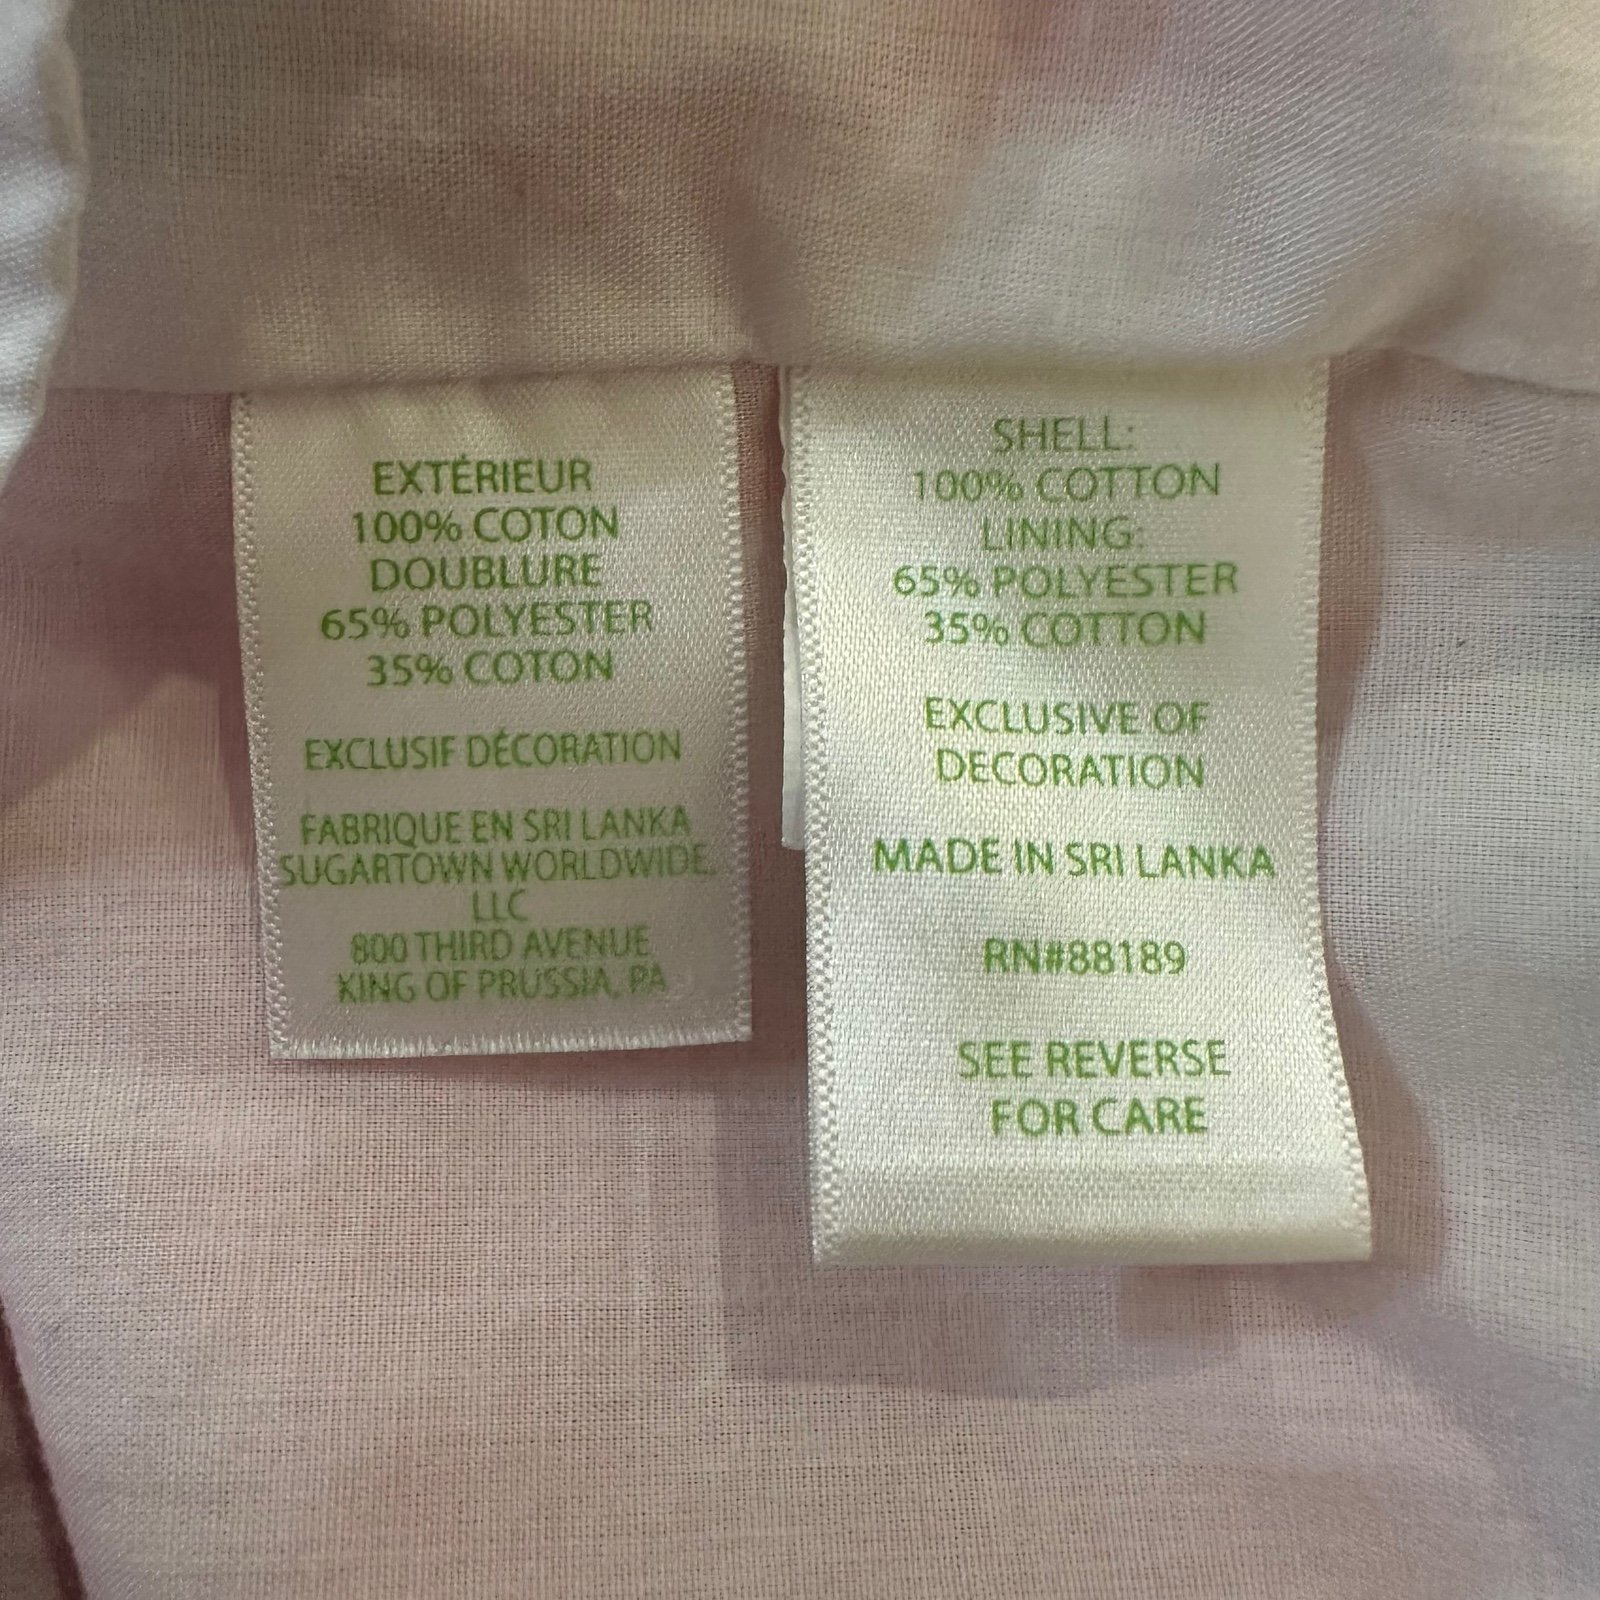 EXTÉRIEUR
100% COTON
DOUBLURE
65% POLYESTER
35% COTON
EXCLUSIF DÉCORATION
FABRIQUE EN SRI LANKA
SUGARTOWN WORLDWIDE,
LLC
800 THIRD AVENUE
KING OF PRUSSIA, PA
SHELL:
100% COTTON
LINING:
65% POLYESTER
35% COTTON
EXCLUSIVE OF
DECORATION
MADE IN SRI LANKA
RN#88189
SEE REVERSE
FOR CARE